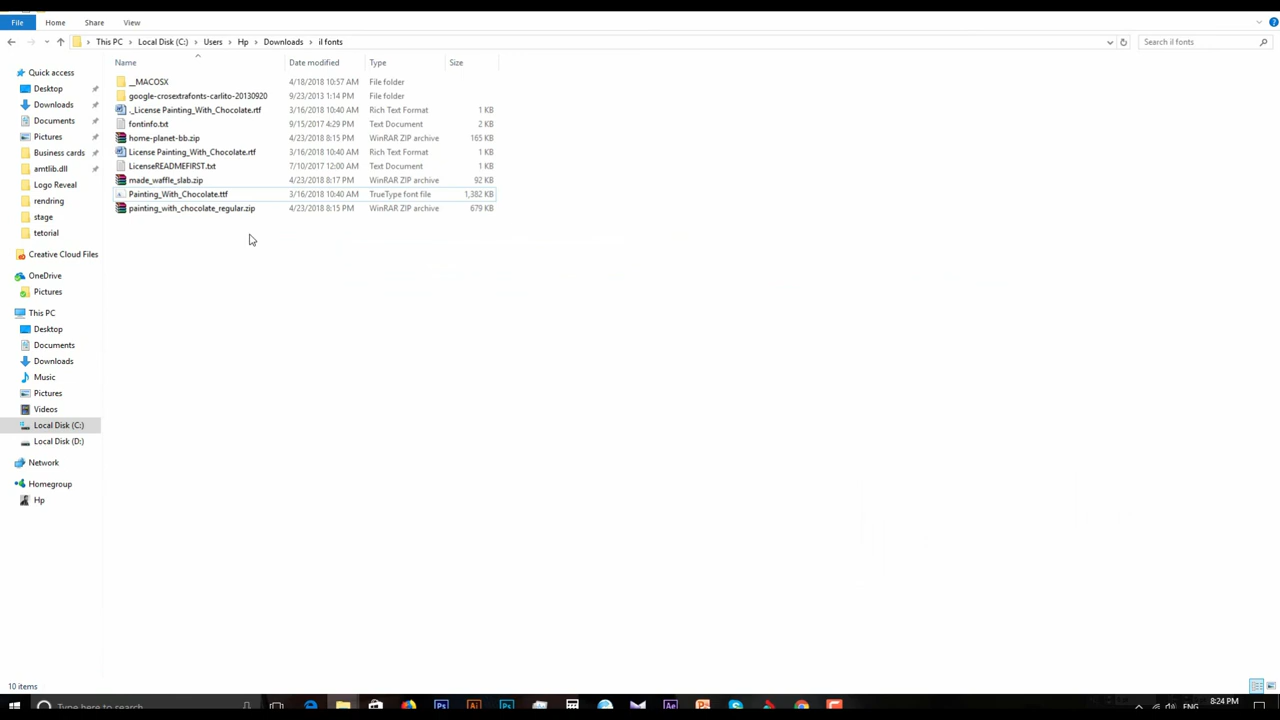 File Home Share View
This PC Local Disk (C:) Users Hp Downloads il fonts Search il fonts
Name Date modified Type Size
__MACOSX 4/18/2018 10:57 AM File folder
google-crosextrafonts-carlito-20130920 9/23/2013 1:14 PM File folder
._License Painting_With_Chocolate.rtf 3/16/2018 10:40 AM Rich Text Format 1 KB
fontinfo.txt 9/15/2017 4:29 PM Text Document 2 KB
home-planet-bb.zip 4/23/2018 8:15 PM WinRAR ZIP archive 165 KB
License Painting_With_Chocolate.rtf 3/16/2018 10:40 AM Rich Text Format 1 KB
LicenseREADMEFIRST.txt 7/10/2017 12:00 AM Text Document 1 KB
made_waffle_slab.zip 4/23/2018 8:17 PM WinRAR ZIP archive 92 KB
Painting_With_Chocolate.ttf 3/16/2018 10:40 AM TrueType font file 1,382 KB
painting_with_chocolate_regular.zip 4/23/2018 8:15 PM WinRAR ZIP archive 679 KB
Quick access
Desktop
Downloads
Documents
Pictures
Business cards
amtlib.dll
Logo Reveal
rendring
stage
tetorial
Creative Cloud Files
OneDrive
Pictures
This PC
Desktop
Documents
Downloads
Music
Pictures
Videos
Local Disk (C:)
Local Disk (D:)
Network
Homegroup
Hp
10 items
Type here to search
Ps Ai Ps Ae
ENG 8:24 PM